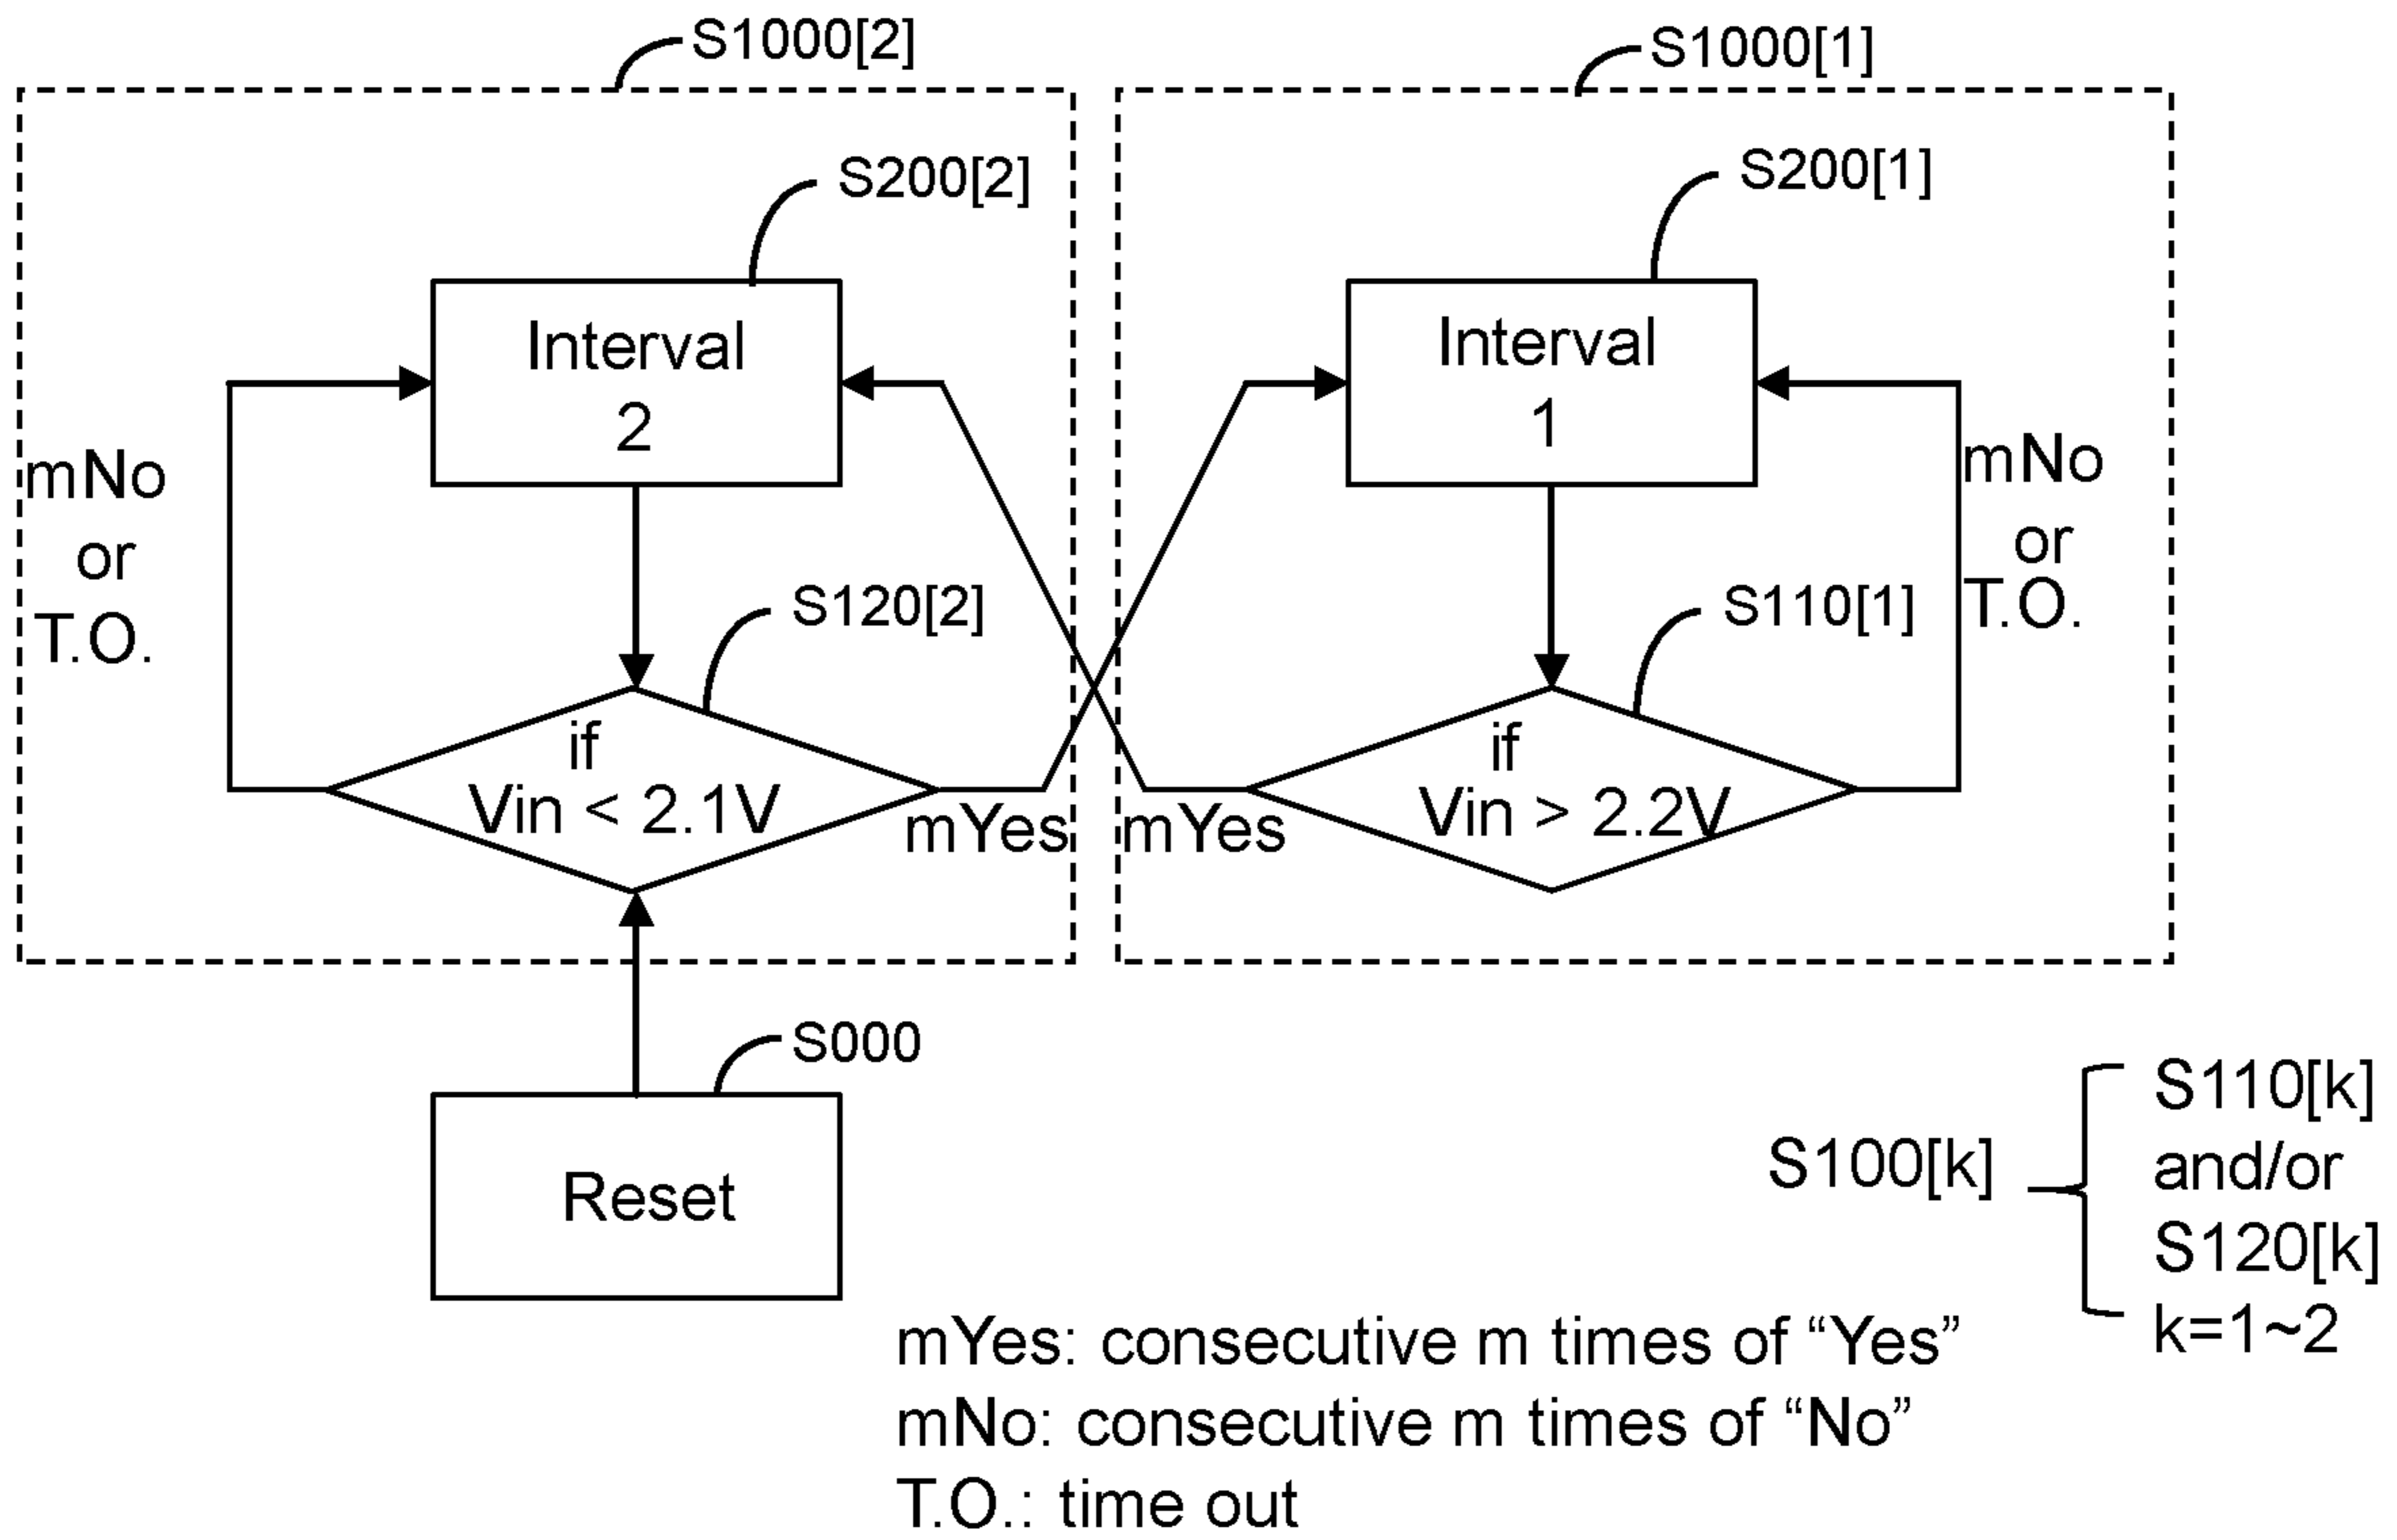 S1000[2]
S1000[1]
S200[2]
S200[1]
Interval
2
Interval
1
mNo
or
T.O.
mNo
or
T.O.
S120[2]
S110[1]
if
Vin < 2.1V
if
Vin > 2.2V
mYes
mYes
S000
Reset
S100[k]
S110[k]
and/or
S120[k]
k=1~2
mYes: consecutive m times of “Yes”
mNo: consecutive m times of “No”
T.O.: time out